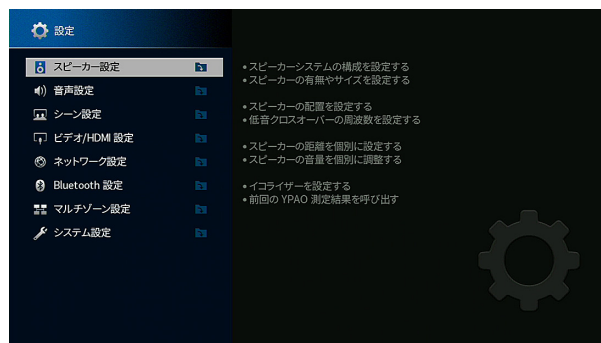 設定
スピーカー設定
音声設定
シーン設定
ビデオ/HDMI 設定
ネットワーク設定
Bluetooth 設定
マルチゾーン設定
システム設定
•スピーカーシステムの構成を設定する
•スピーカーの有無やサイズを設定する
•スピーカーの配置を設定する
•低音クロスオーバーの周波数を設定する
•スピーカーの距離を個別に設定する
•スピーカーの音量を個別に調整する
•イコライザーを設定する
•前回の YPAO 測定結果を呼び出す